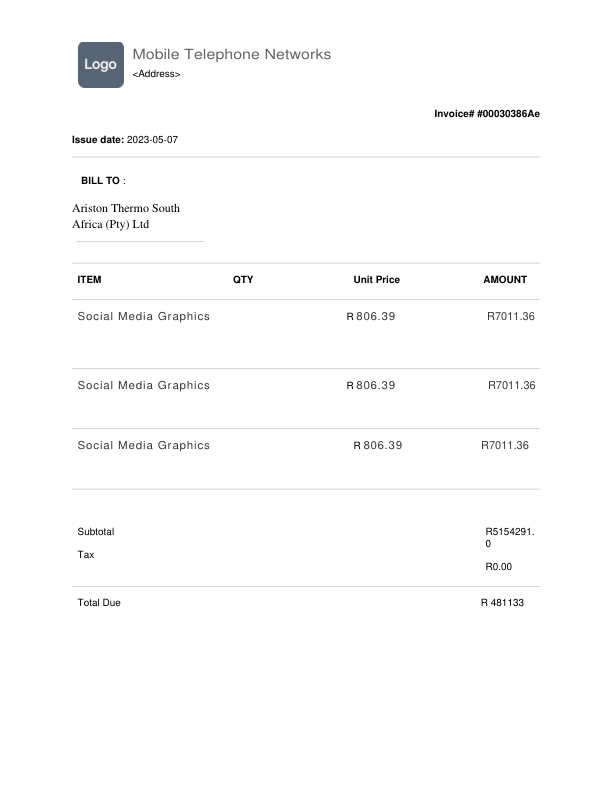 Logo
Mobile Telephone Networks
<Address>
Invoice# #00030386Ae
Issue date: 2023-05-07
BILL TO :
Ariston Thermo South
Africa (Pty) Ltd
ITEM QTY Unit Price AMOUNT
Social Media Graphics R 806.39 R7011.36
Social Media Graphics R 806.39 R7011.36
Social Media Graphics R 806.39 R7011.36
Subtotal R5154291.
0
Tax
R0.00
Total Due R 481133